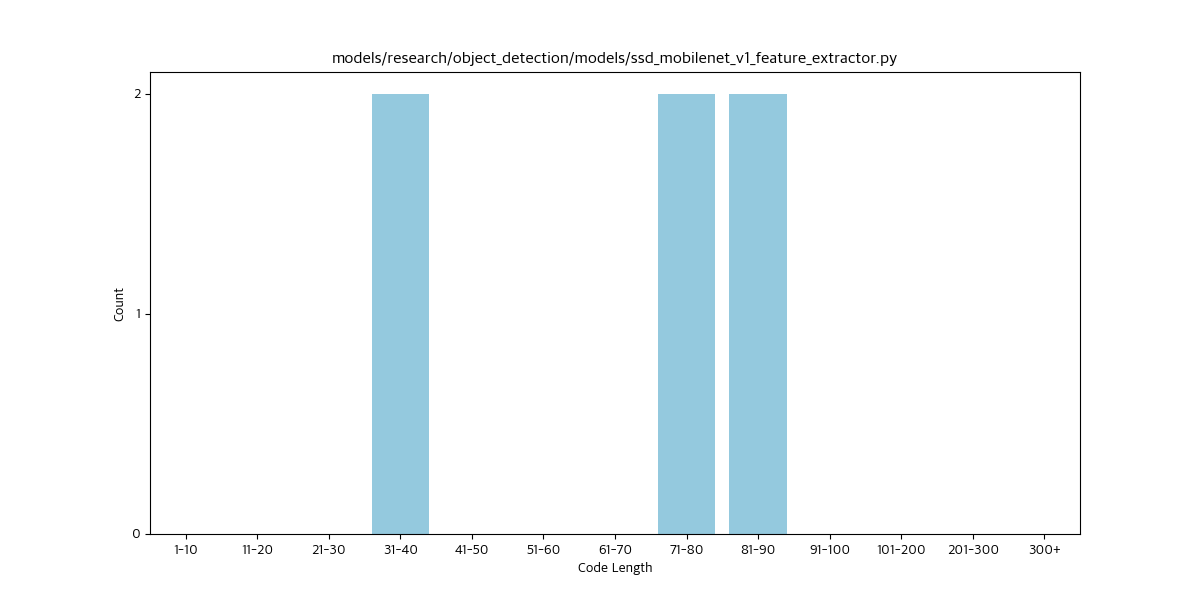 models/research/object_detection/models/ssd_mobilenet_v1_feature_extractor.py
2
1
0
Count
1-10 11-20 21-30 31-40 41-50 51-60 61-70 71-80 81-90 91-100 101-200 201-300 300+
Code Length